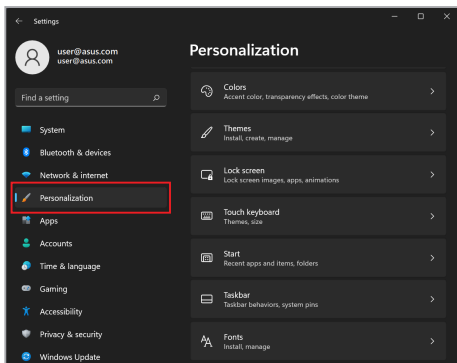 Settings
user@asus.com
user@asus.com
Find a setting
System
Bluetooth & devices
Network & internet
Personalization
Apps
Accounts
Time & language
Gaming
Accessibility
Privacy & security
Windows Update
Personalization
Colors
Accent color, transparency effects, color theme
Themes
Install, create, manage
Lock screen
Lock screen images, apps, animations
Touch keyboard
Themes, size
Start
Recent apps and items, folders
Taskbar
Taskbar behaviors, system pins
Fonts
Install, manage